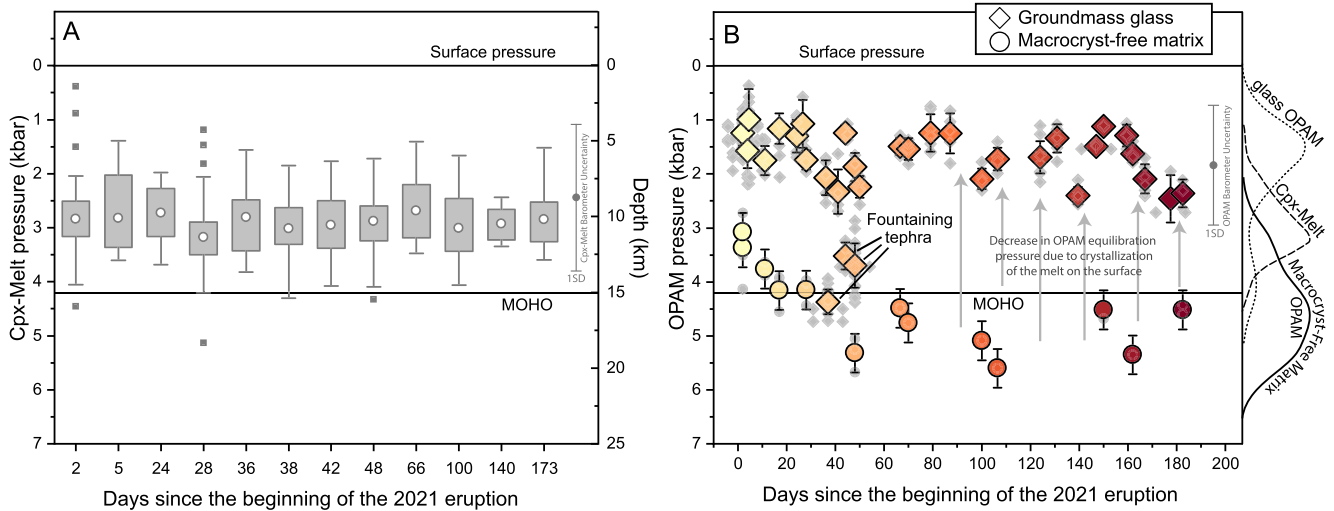 A
Surface pressure
MOHO
Cpx-Melt Barometer Uncertainty
1SD
Cpx-Melt pressure (kbar)
0
1
2
3
4
5
6
7
0
5
10
15
20
25
Depth (km)
2 5 24 28 36 38 42 48 66 100 140 173
Days since the beginning of the 2021 eruption
B
Groundmass glass
Macrocryst-free matrix
Surface pressure
OPAM pressure (kbar)
0
1
2
3
4
5
6
7
Fountaining
tephra
Decrease in OPAM equilibration
pressure due to crystallization
of the melt on the surface
MOHO
OPAM Barometer Uncertainty
1SD
glass OPAM
Cpx-Melt
Macrocryst-Free Matrix
OPAM
0 20 40 60 80 100 120 140 160 180 200
Days since the beginning of the 2021 eruption